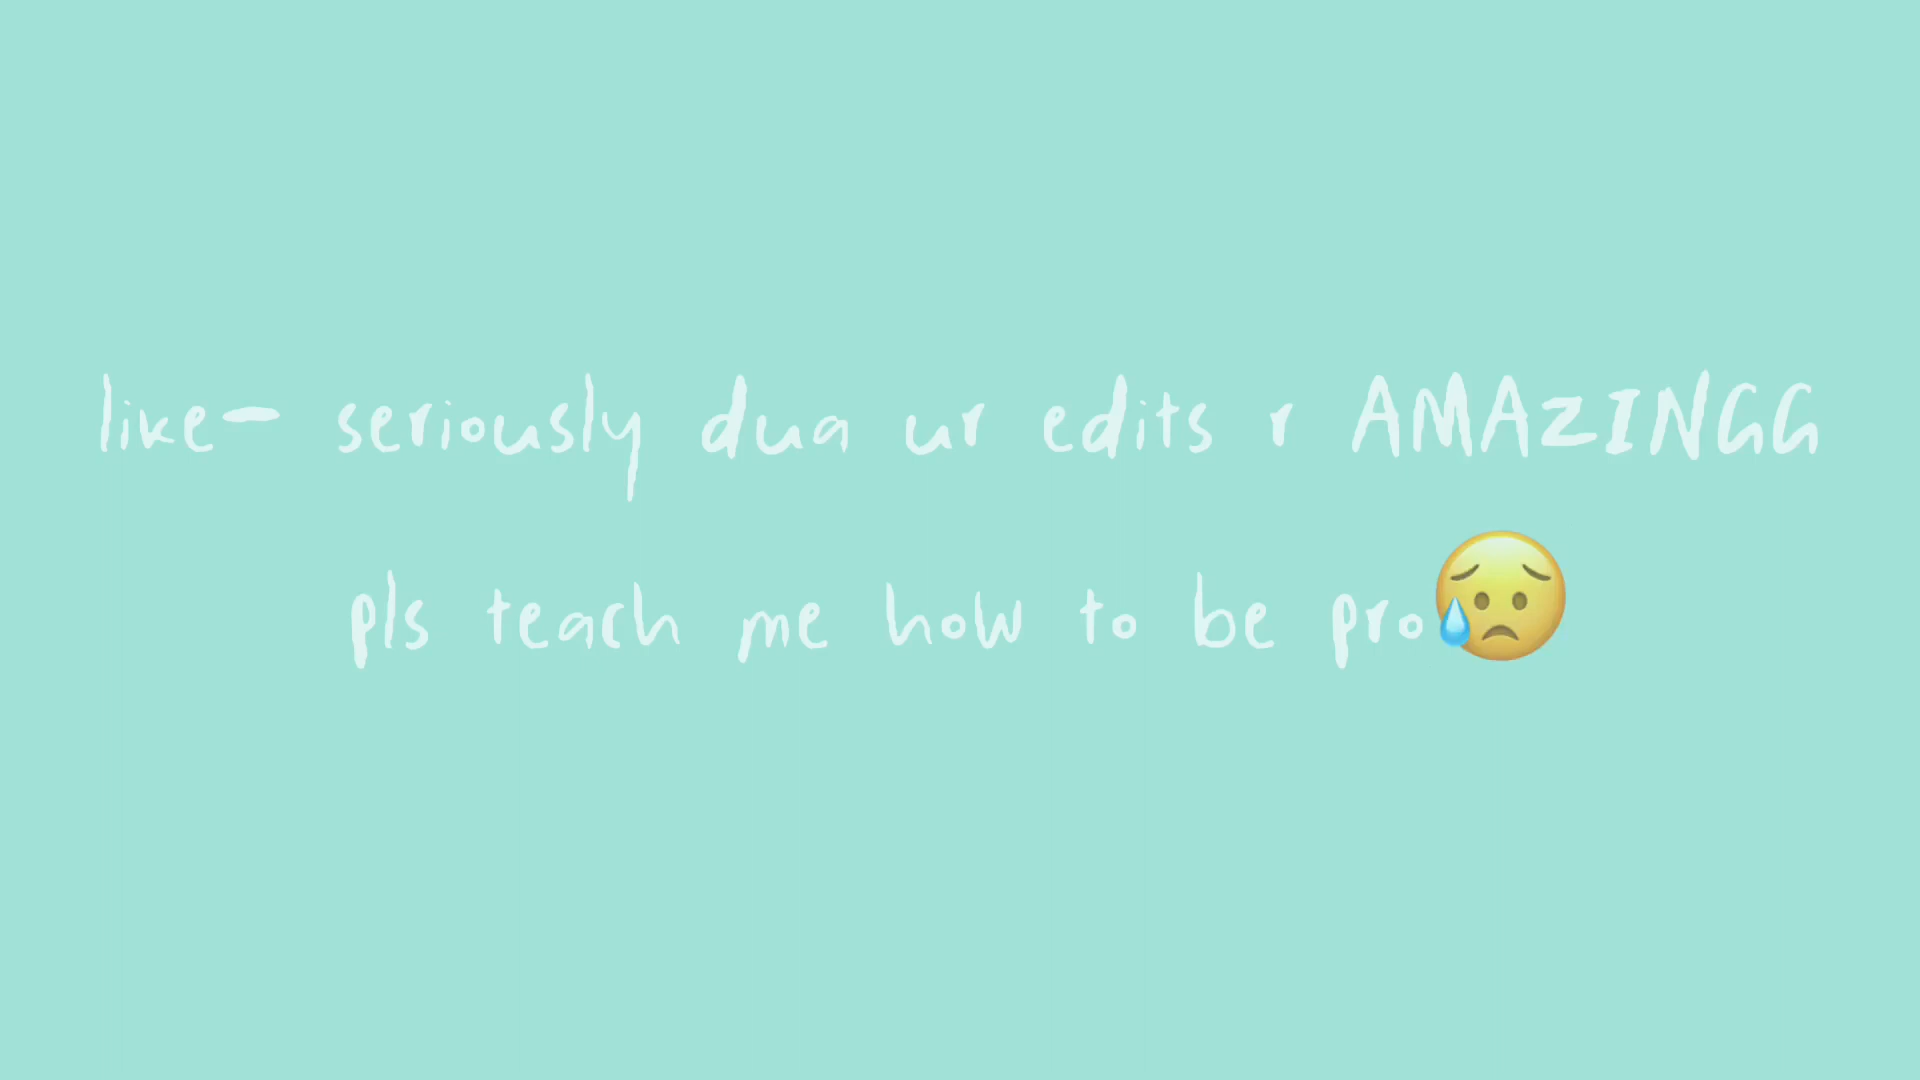 like- seriously dua ur edits r AMAZINGG
pls teach me how to be pro😥